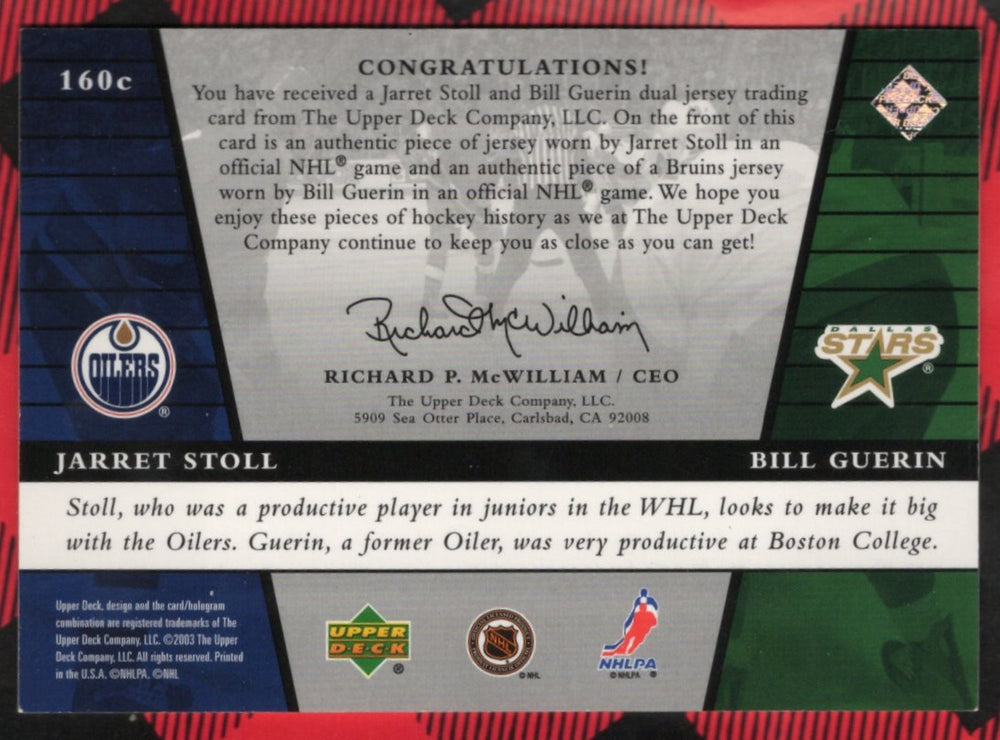 160c
CONGRATULATIONS!
You have received a Jarret Stoll and Bill Guerin dual jersey trading
card from The Upper Deck Company, LLC. On the front of this
card is an authentic piece of jersey worn by Jarret Stoll in an
official NHL® game and an authentic piece of a Bruins jersey
worn by Bill Guerin in an official NHL® game. We hope you
enjoy these pieces of hockey history as we at The Upper Deck
Company continue to keep you as close as you can get!
Richard McWilliam
RICHARD P. McWILLIAM / CEO
The Upper Deck Company, LLC.
5909 Sea Otter Place, Carlsbad, CA 92008
OILERS
®
DALLAS
STARS
®
JARRET STOLL
BILL GUERIN
Stoll, who was a productive player in juniors in the WHL, looks to make it big
with the Oilers. Guerin, a former Oiler, was very productive at Boston College.
Upper Deck, design and the card/hologram
combination are registered trademarks of The
Upper Deck Company, LLC. ©2003 The Upper
Deck Company, LLC. All rights reserved. Printed
in the U.S.A. ©NHLPA. ©NHL
UPPER
DECK
®
NHL
© NHL
NHLPA
© NHLPA ®